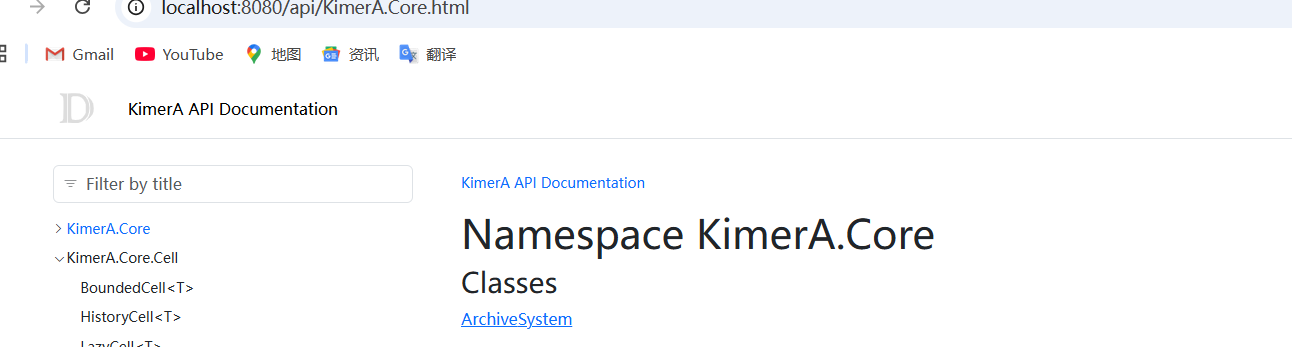 localhost:8080/api/KimerA.Core.html
Gmail YouTube 地图 资讯 翻译
KimerA API Documentation
Filter by title
KimerA.Core
KimerA.Core.Cell
BoundedCell<T>
HistoryCell<T>
LazyCell<T>
KimerA API Documentation
Namespace KimerA.Core
Classes
ArchiveSystem